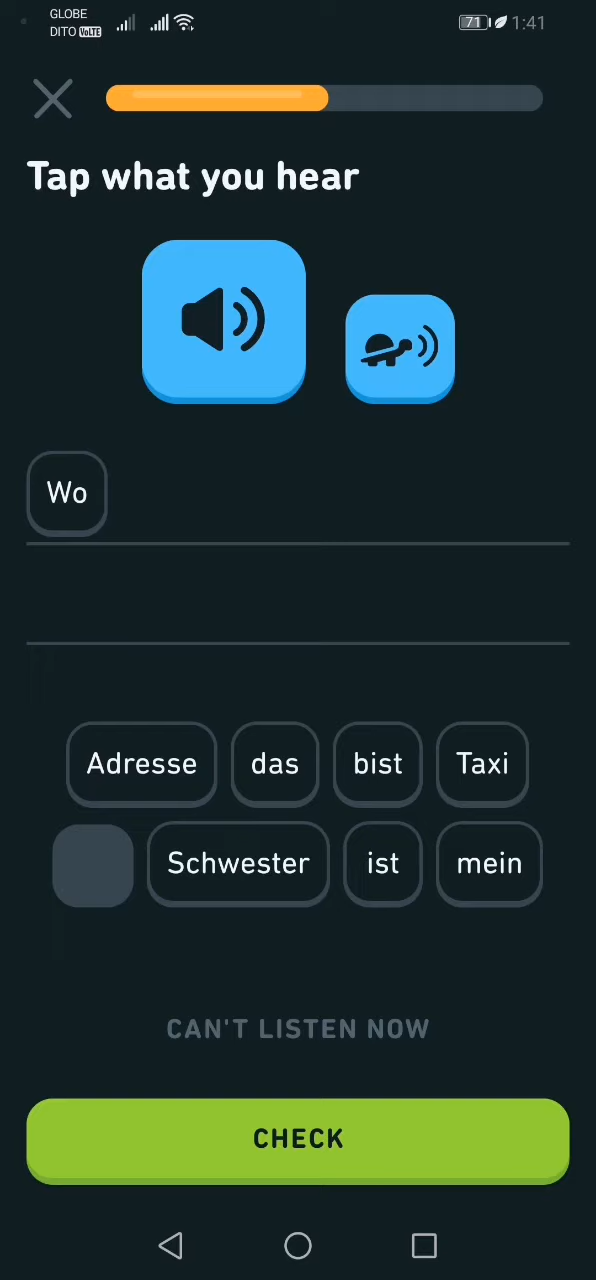 GLOBE
DITO VoLTE
71 1:41
Tap what you hear
Wo
Adresse das bist Taxi
Schwester ist mein
CAN'T LISTEN NOW
CHECK